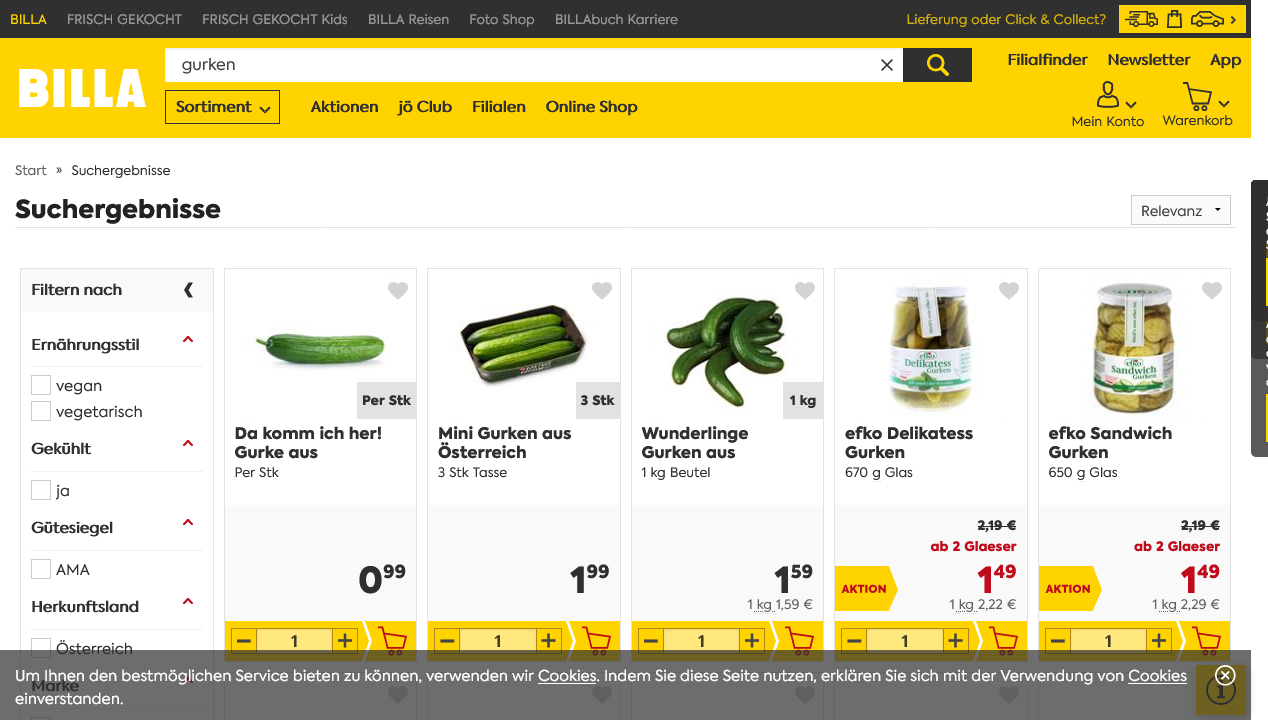 BILLA FRISCH GEKOCHT FRISCH GEKOCHT Kids BILLA Reisen Foto Shop BILLAbuch Karriere Lieferung oder Click & Collect?
BILLA
gurken
Filialfinder Newsletter App
Sortiment Aktionen jö Club Filialen Online Shop
Mein Konto Warenkorb
Start » Suchergebnisse
Suchergebnisse
Relevanz
Filtern nach
Ernährungsstil
vegan
vegetarisch
Gekühlt
ja
Gütesiegel
AMA
Herkunftsland
Österreich
Marke
Per Stk
Da komm ich her!
Gurke aus
Per Stk
0 99
1
3 Stk
Mini Gurken aus
Österreich
3 Stk Tasse
1 99
1
1 kg
Wunderlinge
Gurken aus
1 kg Beutel
1 59
1 kg 1,59 €
1
efko
Delikatess
Gurken
efko Delikatess
Gurken
670 g Glas
2,19 €
ab 2 Glaeser
AKTION
1 49
1 kg 2,22 €
1
efko
Sandwich
Gurken
efko Sandwich
Gurken
650 g Glas
2,19 €
ab 2 Glaeser
AKTION
1 49
1 kg 2,29 €
1
Um Ihnen den bestmöglichen Service bieten zu können, verwenden wir Cookies. Indem Sie diese Seite nutzen, erklären Sie sich mit der Verwendung von Cookies
einverstanden.